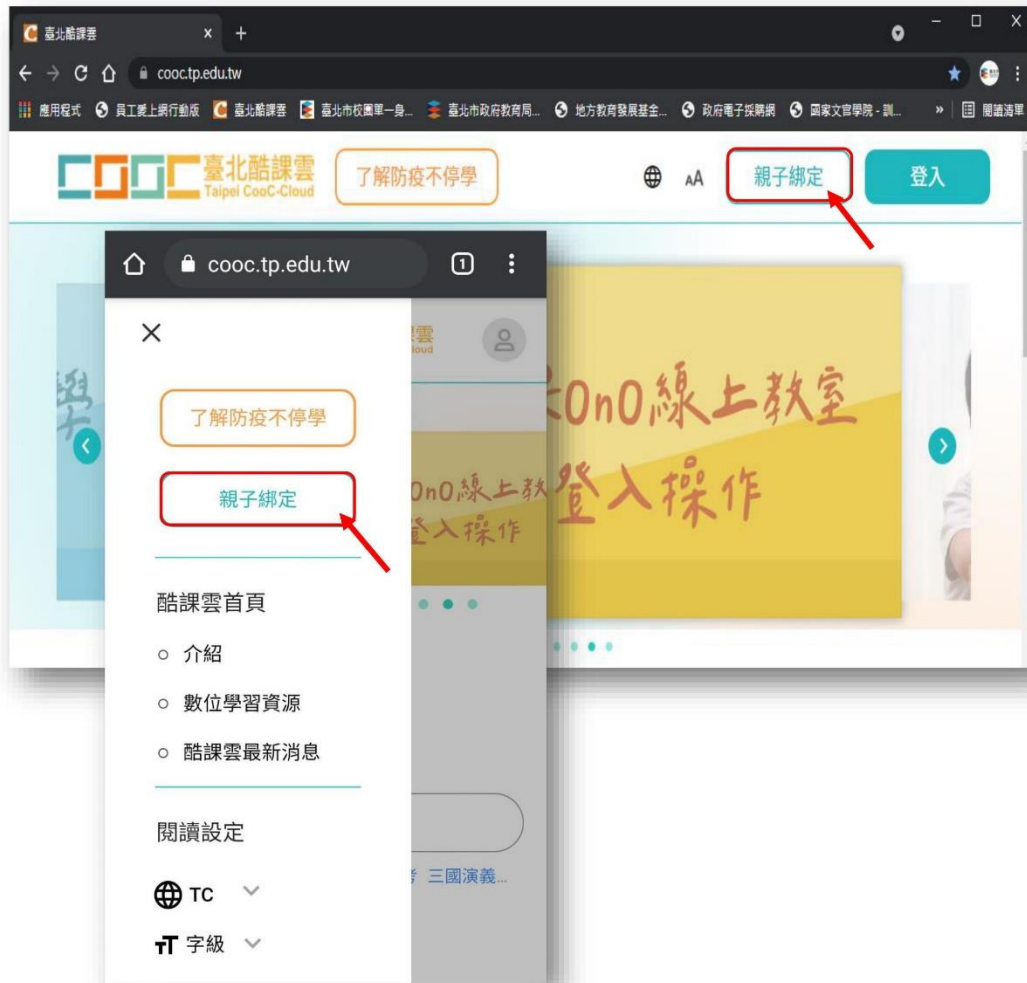 臺北酷課雲
cooc.tp.edu.tw
應用程式 員工愛上網行動版 臺北酷課雲 臺北市校園單一身... 臺北市政府教育局... 地方教育發展基金... 政府電子採購網 國家文官學院 - 訓... » 閱讀清單
COOC 臺北酷課雲 Taipei CooC-Cloud
了解防疫不停學
AA
親子綁定
登入
學
OnO線上教室
登入操作
cooc.tp.edu.tw 1
課雲
loud
了解防疫不停學
親子綁定
OnO線上教
登入操作
酷課雲首頁
介紹
數位學習資源
酷課雲最新消息
閱讀設定
TC
字級
三國演義...